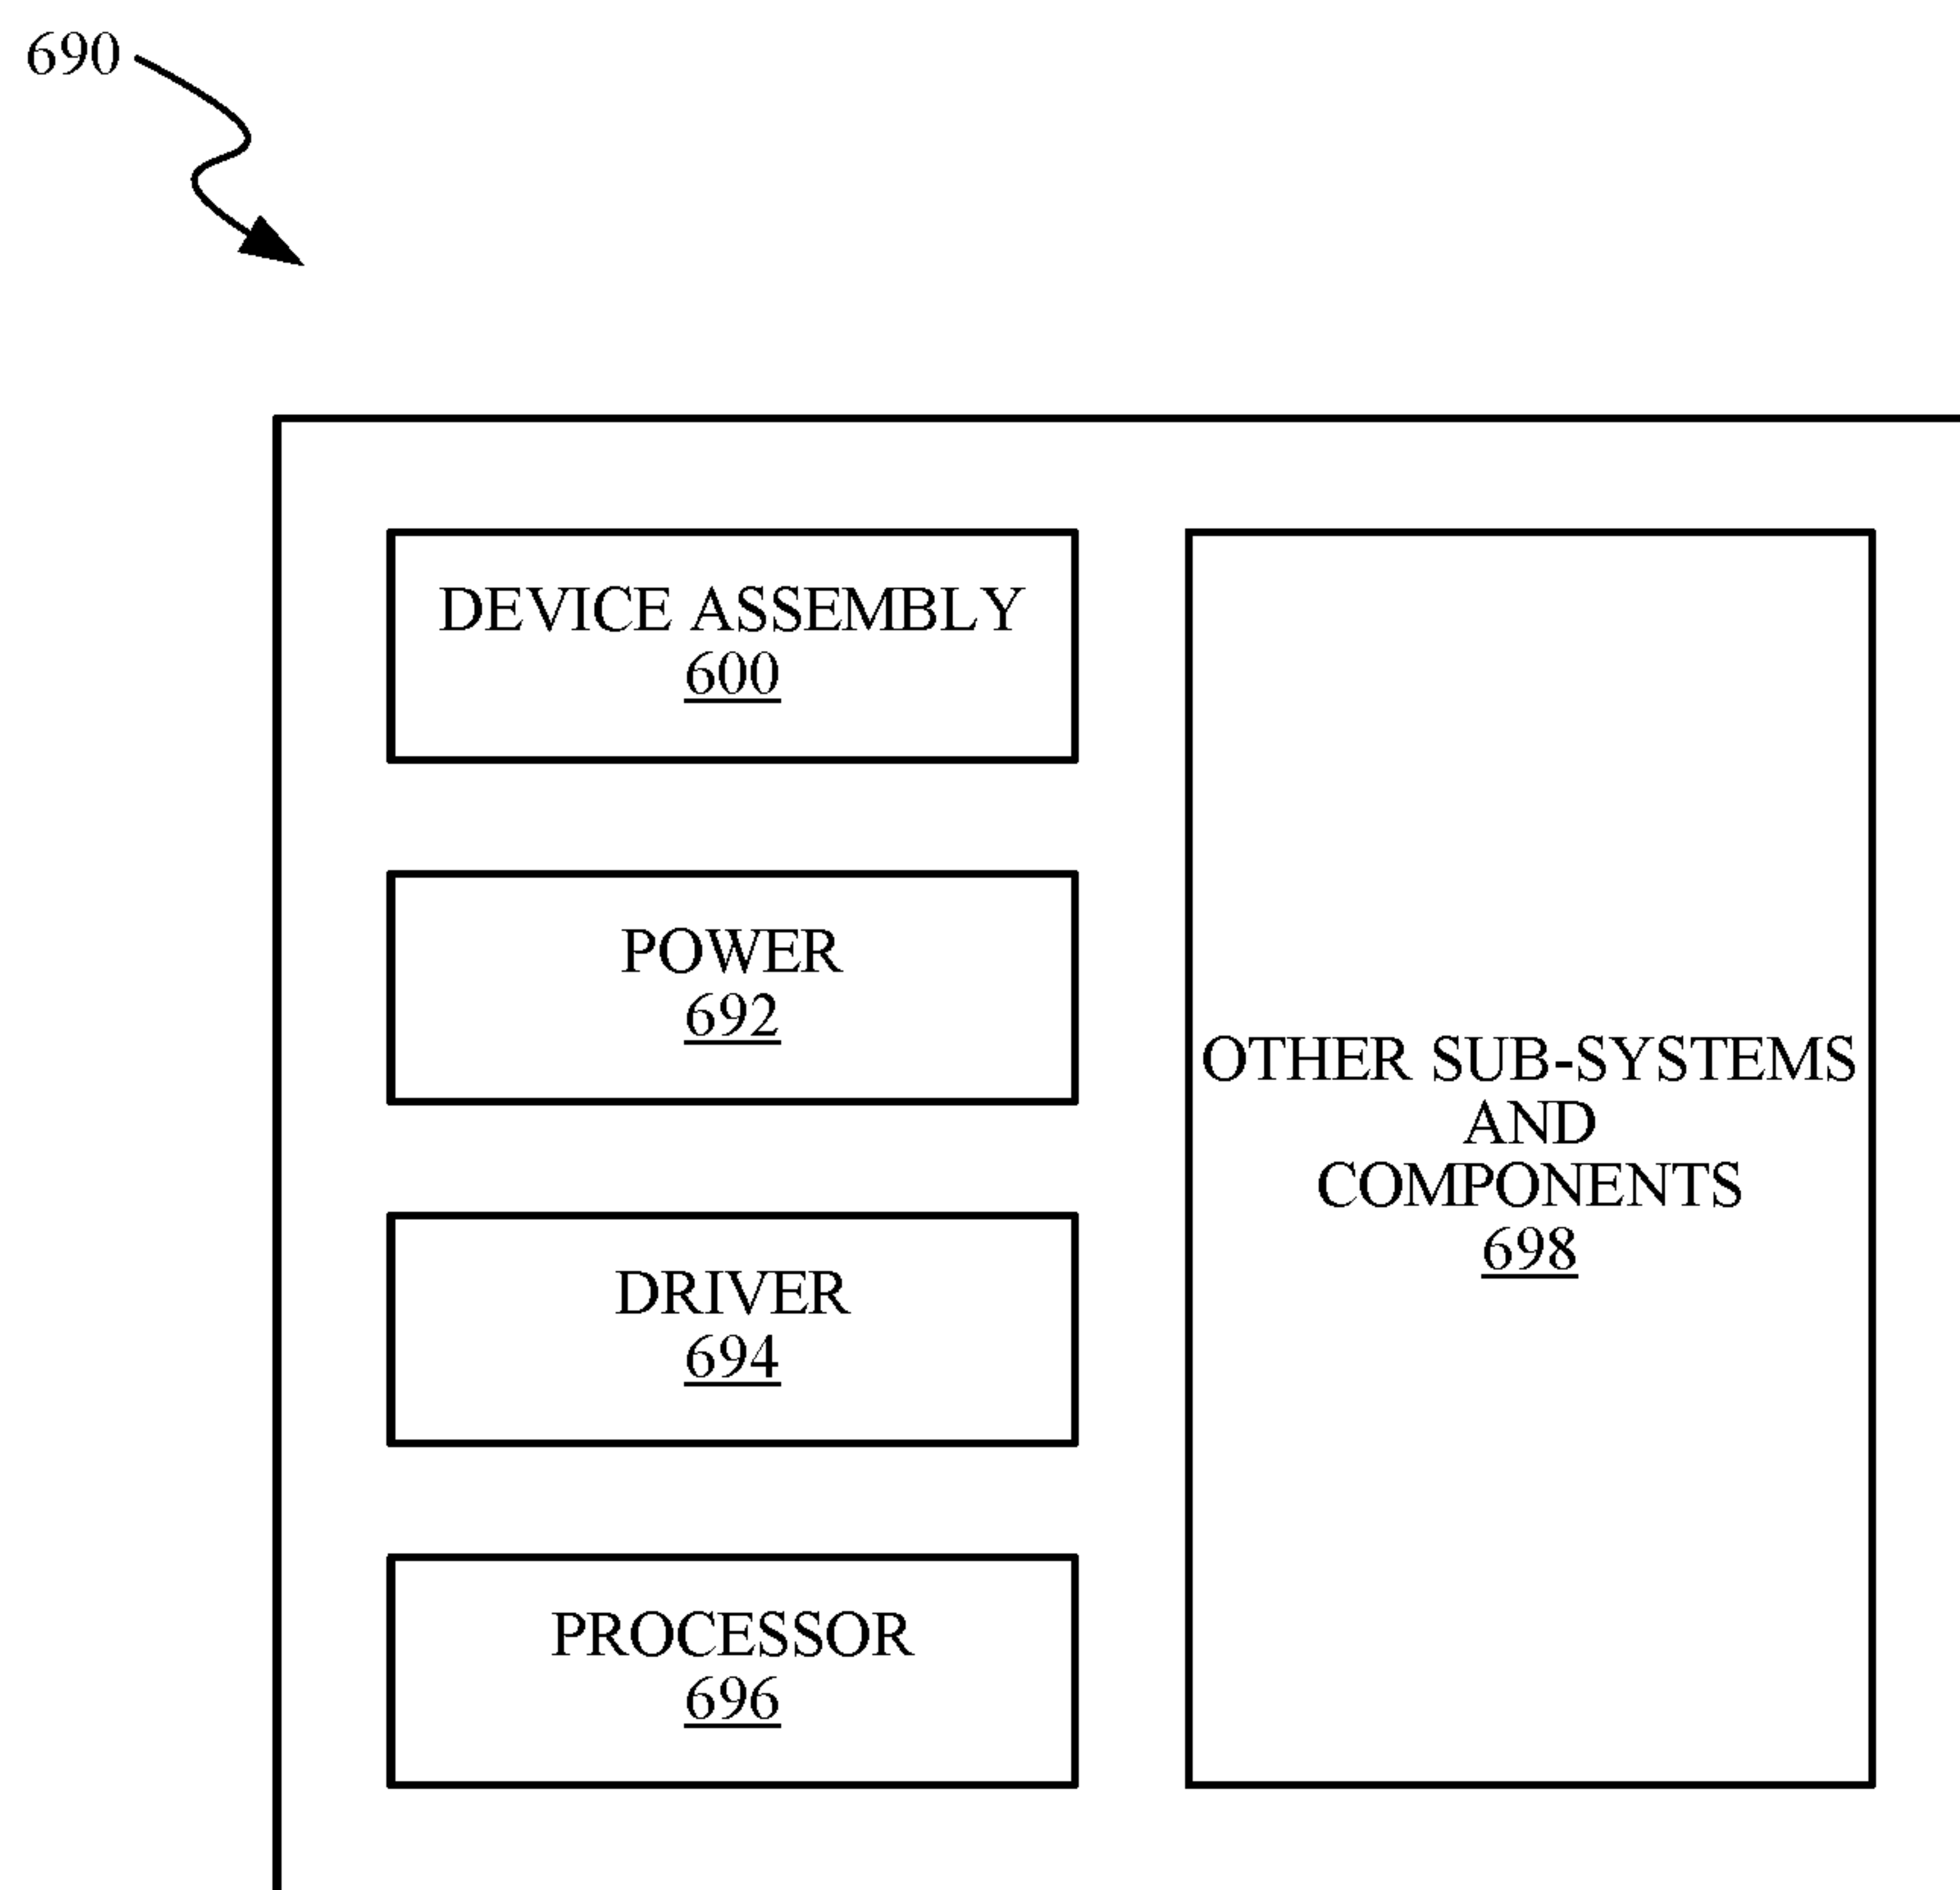 690
DEVICE ASSEMBLY
600
POWER
692
DRIVER
694
PROCESSOR
696
OTHER SUB-SYSTEMS
AND
COMPONENTS
698